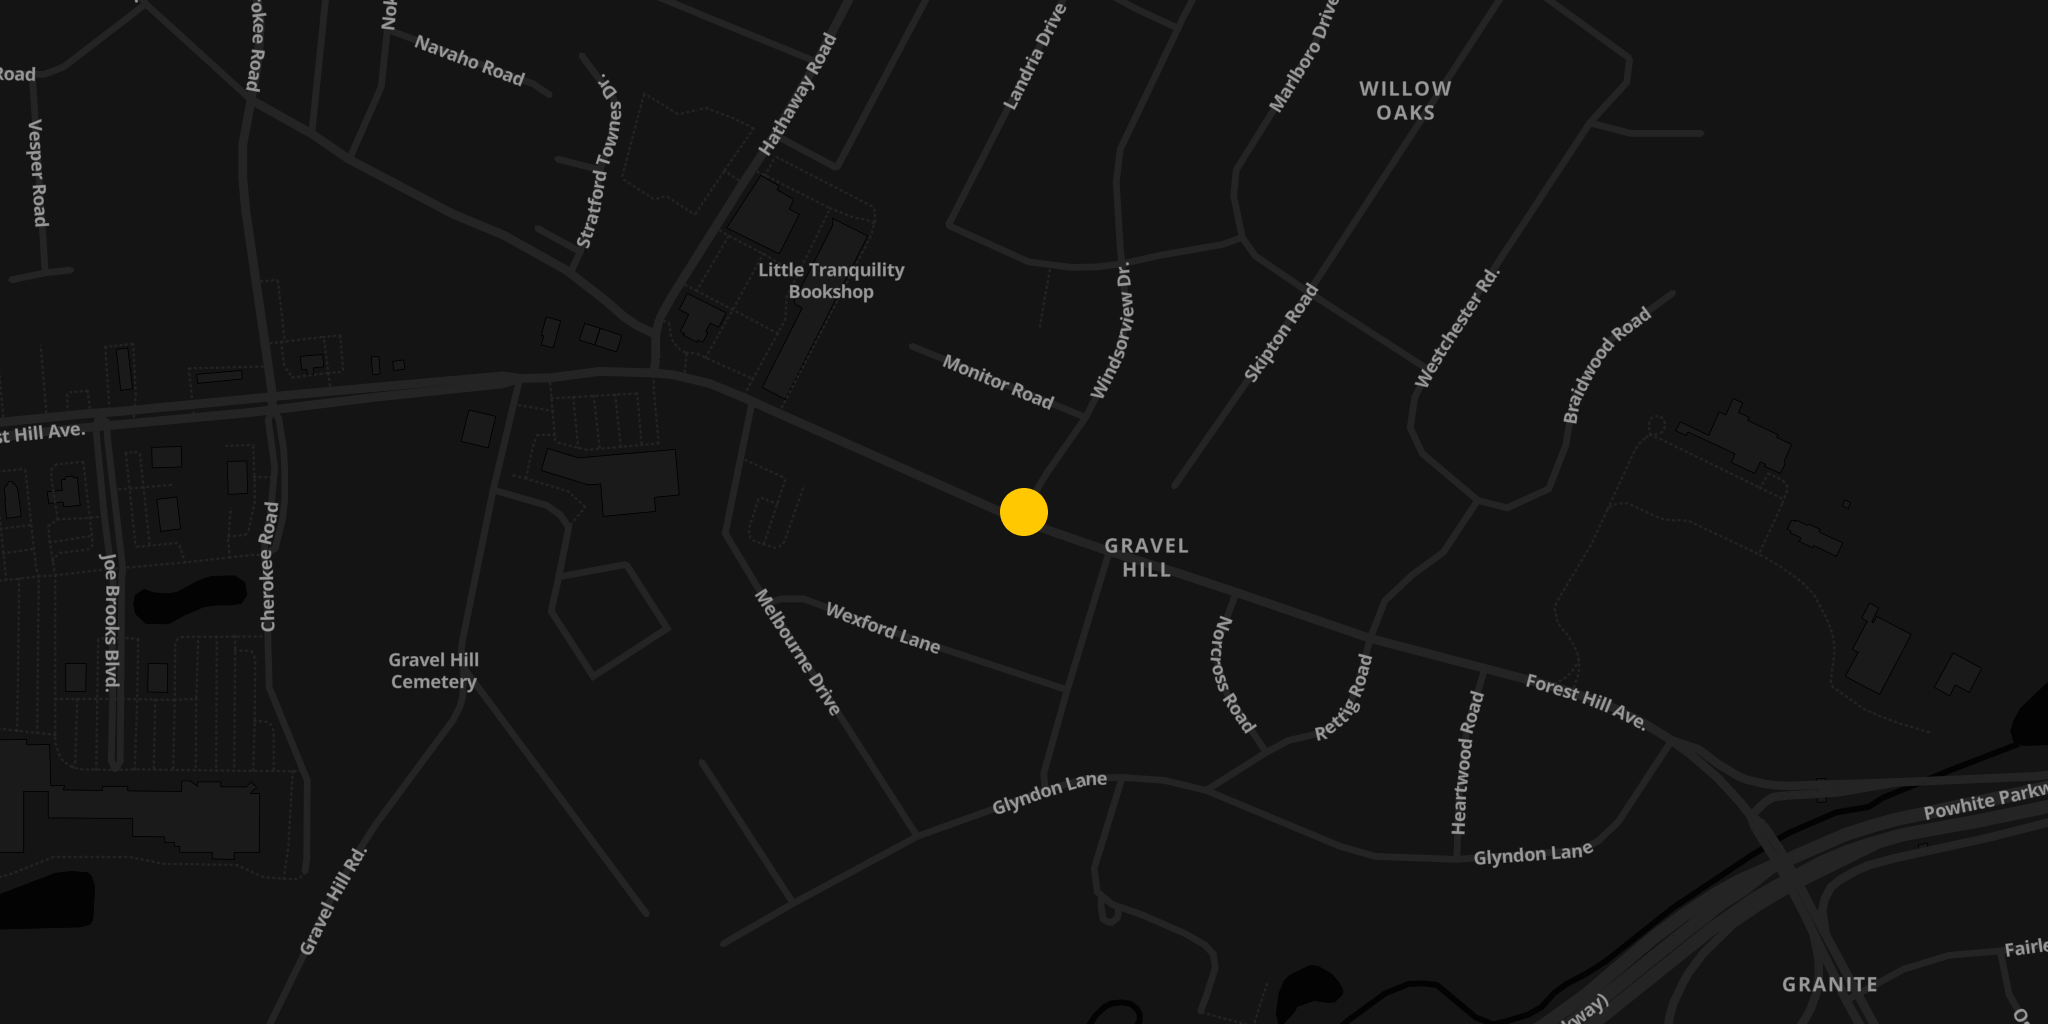 Navaho Road
Hathaway Road
Landria Drive
Marlboro Drive
WILLOW
OAKS
Road
Vesper Road
Stratford Townes Dr.
Little Tranquility
Bookshop
Windsorview Dr.
Skipton Road
Westchester Rd.
Braidwood Road
Monitor Road
Hill Ave.
Cherokee Road
Joe Brooks Blvd.
GRAVEL
HILL
Melbourne Drive
Wexford Lane
Norcross Road
Rettig Road
Gravel Hill
Cemetery
Heartwood Road
Forest Hill Ave.
Glyndon Lane
Glyndon Lane
Gravel Hill Rd.
Powhite
GRANITE